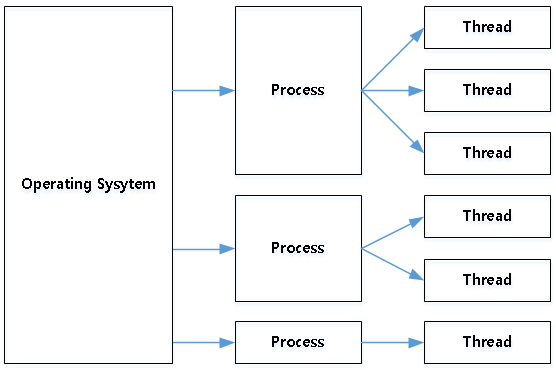 Operating Sysytem
Process
Thread
Thread
Thread
Process
Thread
Thread
Process
Thread